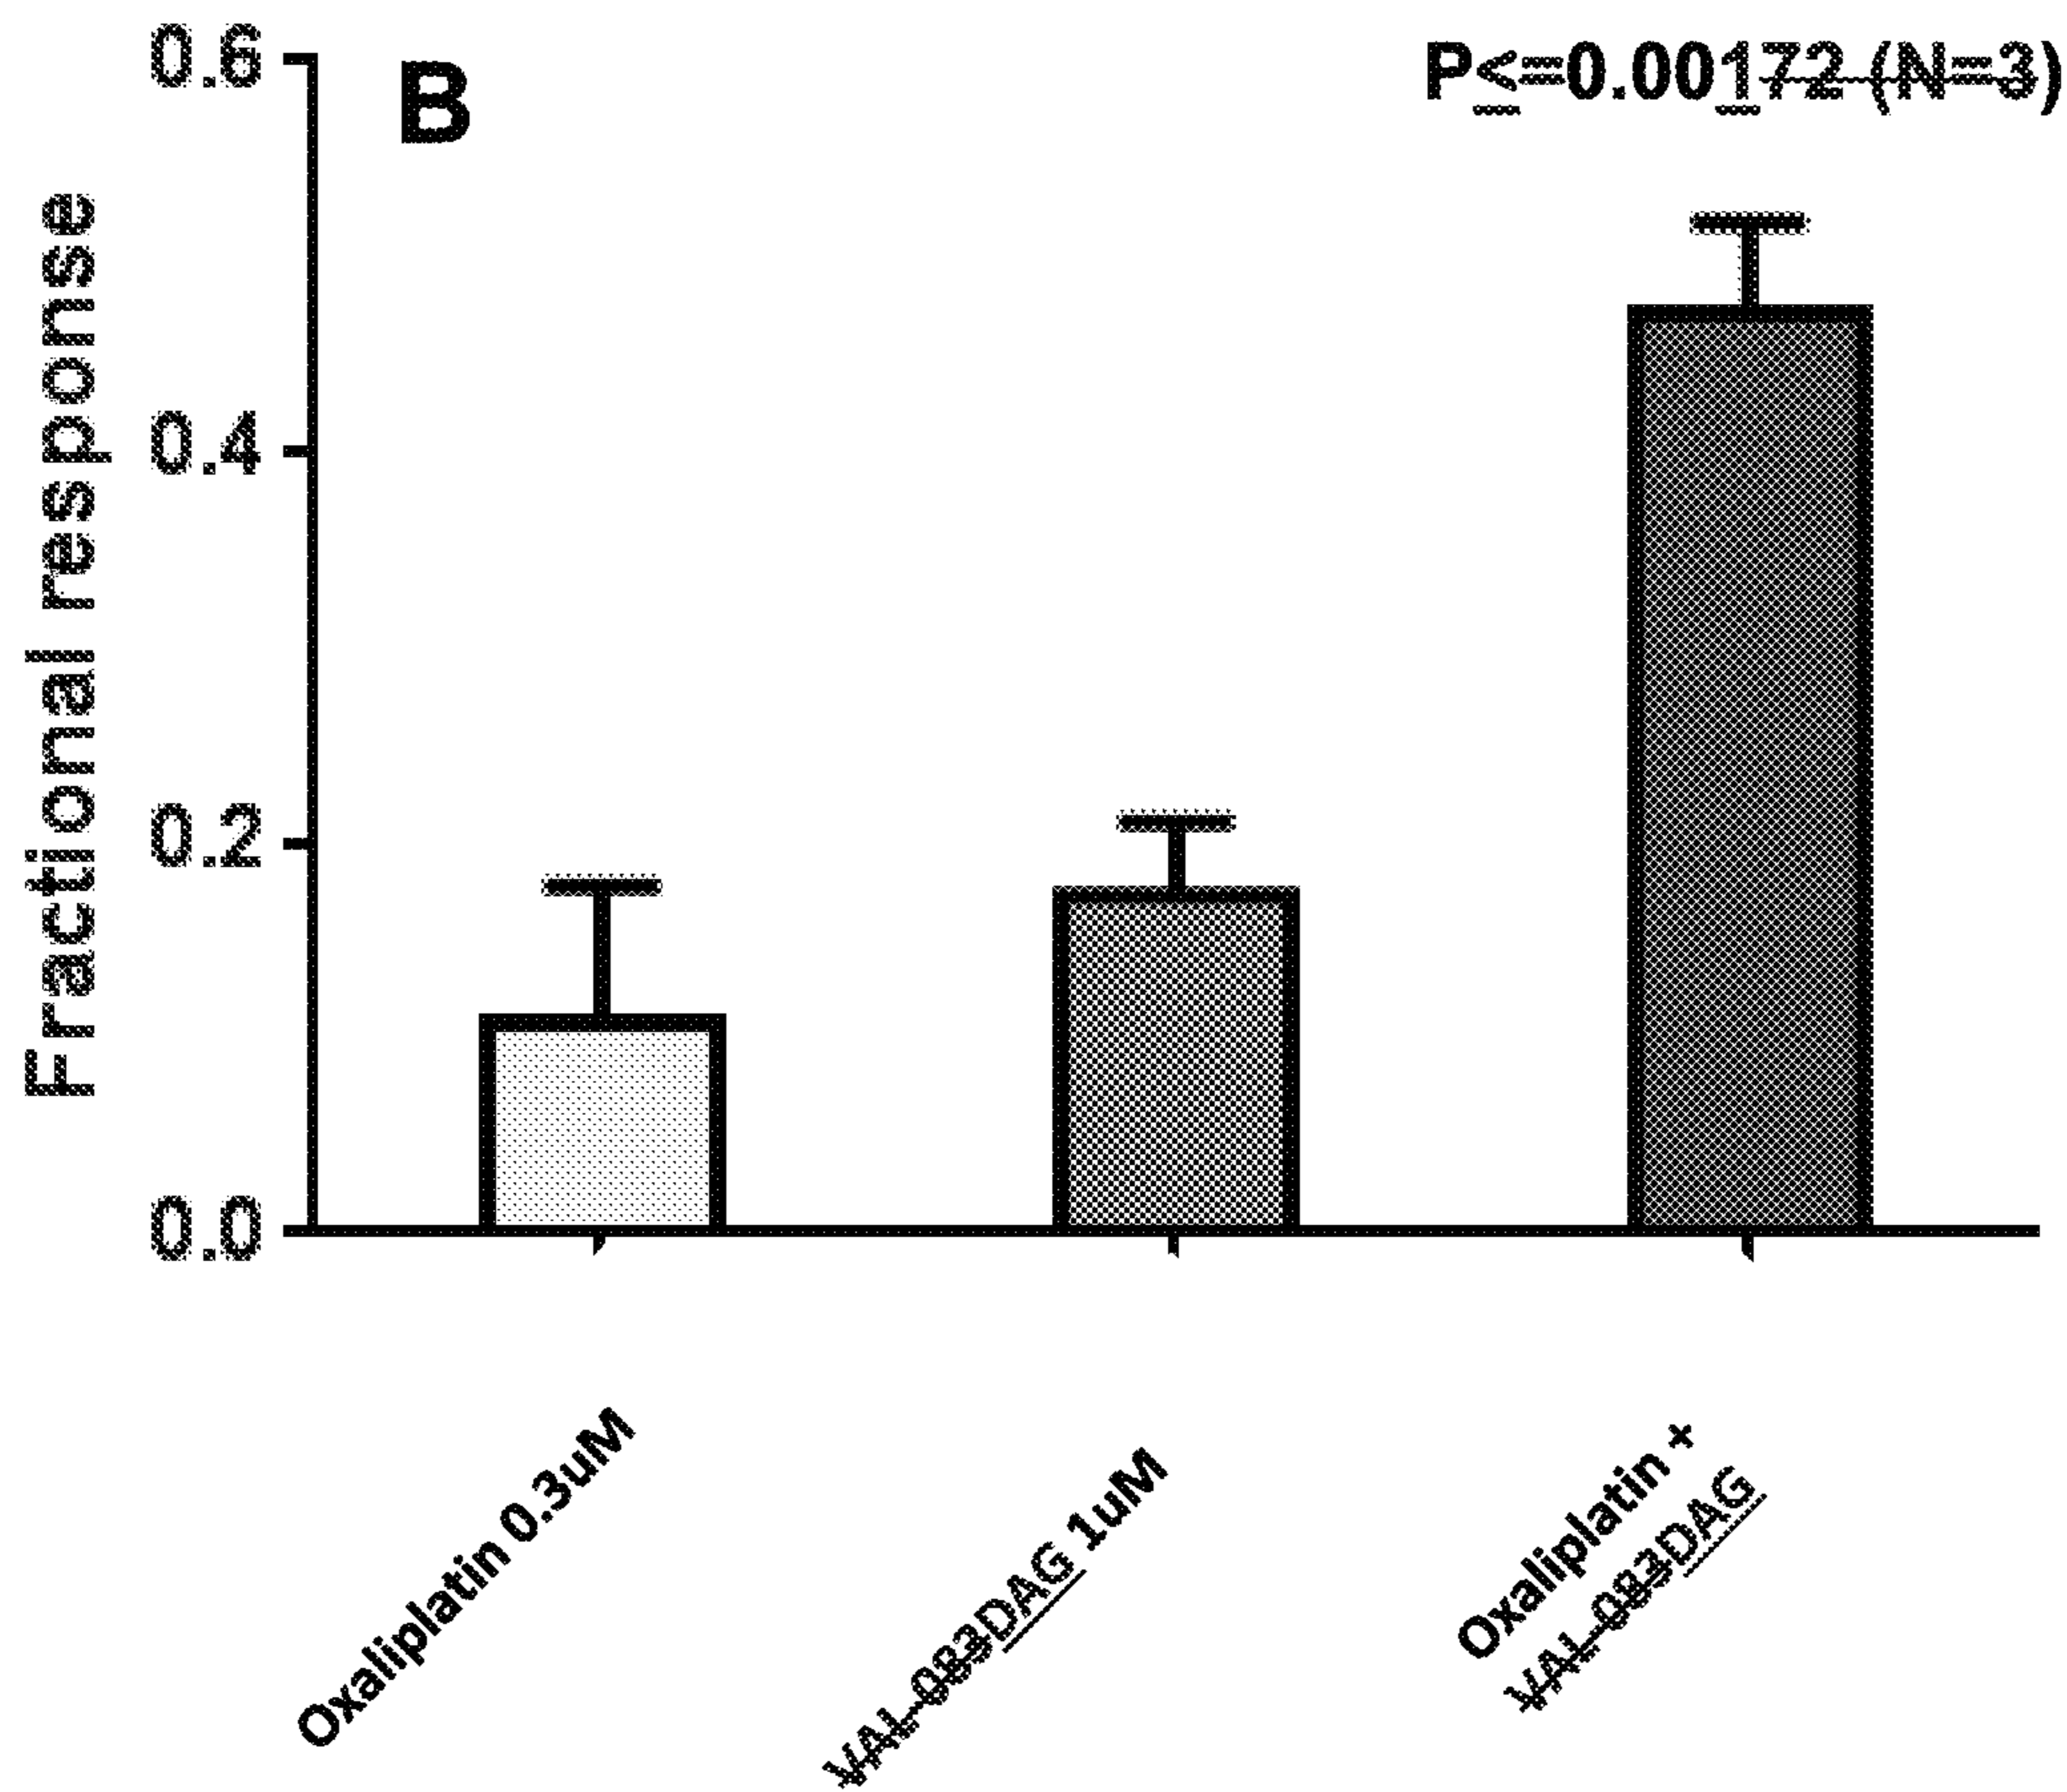 B
P<=0.00172 (N=3)
Fractional response
0.6
0.4
0.2
0.0
Oxaliplatin 0.3uM
VAL-083DAG 1uM
Oxaliplatin +
VAL-083DAG